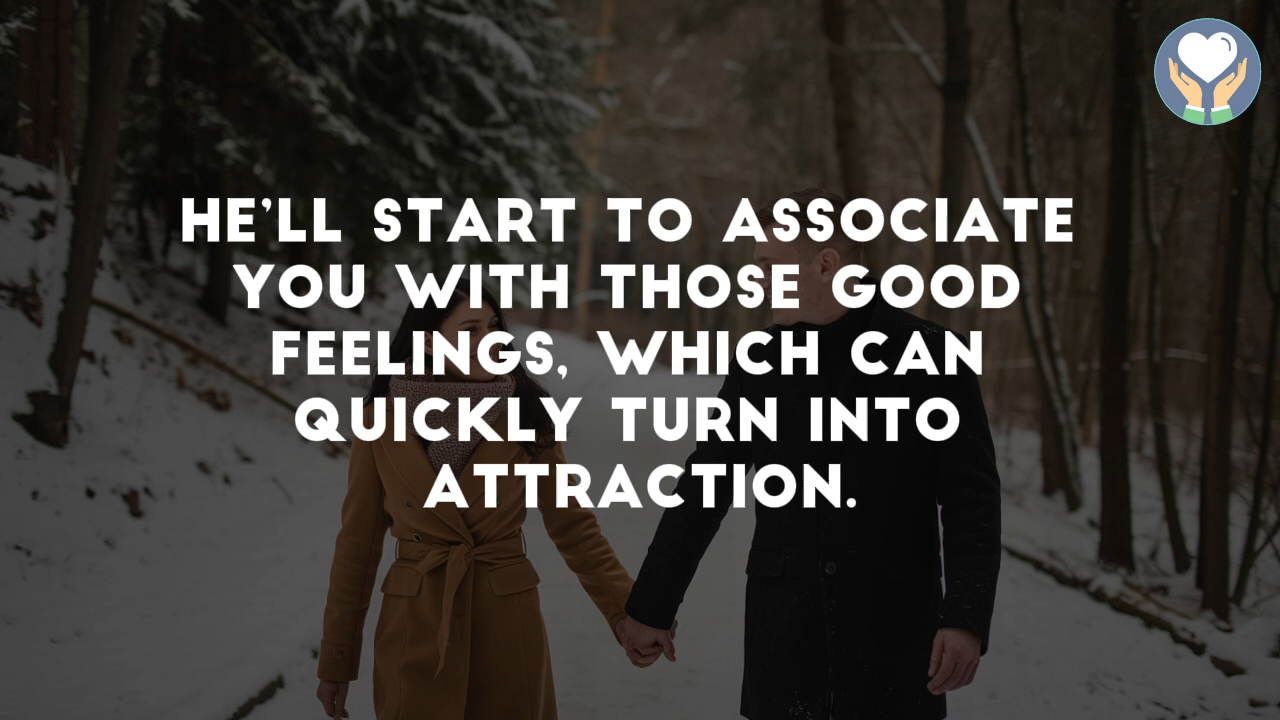 HE'LL START TO ASSOCIATE
YOU WITH THOSE GOOD
FEELINGS, WHICH CAN
QUICKLY TURN INTO
ATTRACTION.